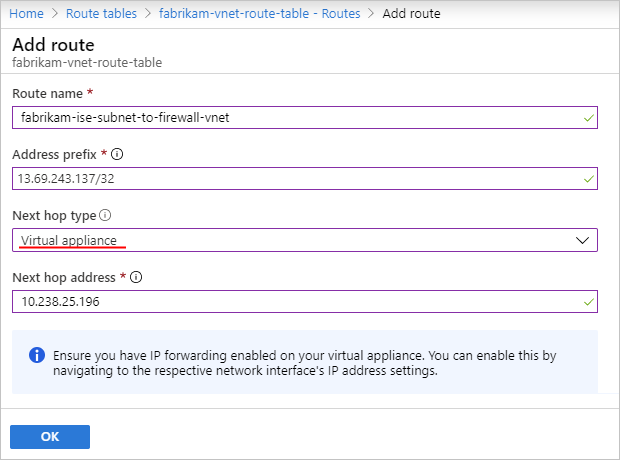 Home > Route tables > fabrikam-vnet-route-table - Routes > Add route
Add route
fabrikam-vnet-route-table
Route name *
fabrikam-ise-subnet-to-firewall-vnet
Address prefix *
13.69.243.137/32
Next hop type
Virtual appliance
Next hop address *
10.238.25.196
Ensure you have IP forwarding enabled on your virtual appliance. You can enable this by
navigating to the respective network interface's IP address settings.
OK